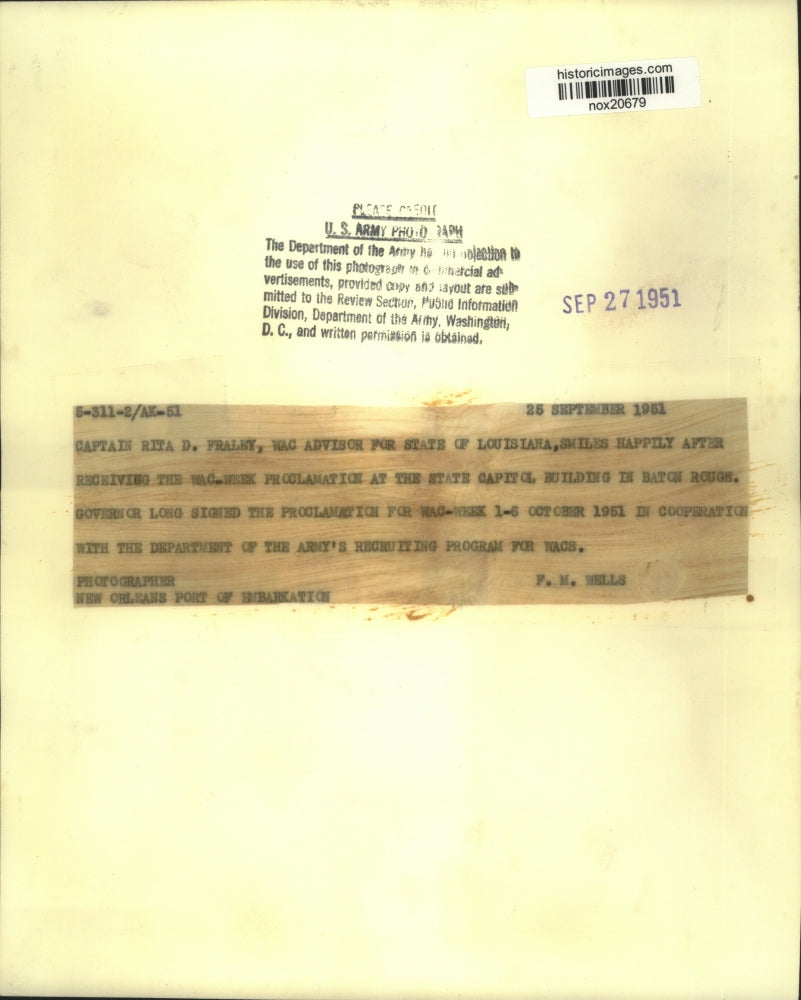 historicimages.com
nox20679
PLEASE CREDIT
U. S. ARMY PHOTOGRAPH
The Department of the Army has no objection to
the use of this photograph in commercial ad-
vertisements, provided copy and layout are sub-
mitted to the Review Section, Public Information
Division, Department of the Army, Washington,
D. C., and written permission is obtained.
SEP 27 1951
5-311-2/AK-51 25 SEPTEMBER 1951
CAPTAIN RITA D. FRALEY, WAC ADVISOR FOR STATE OF LOUISIANA,SMILES HAPPILY AFTER
RECEIVING THE WAC-WEEK PROCLAMATION AT THE STATE CAPITOL BUILDING IN BATON ROUGE.
GOVERNOR LONG SIGNED THE PROCLAMATION FOR WAC-WEEK 1-6 OCTOBER 1951 IN COOPERATION
WITH THE DEPARTMENT OF THE ARMY'S RECRUITING PROGRAM FOR WACS.
PHOTOGRAPHER F. M. WELLS
NEW ORLEANS PORT OF EMBARKATION